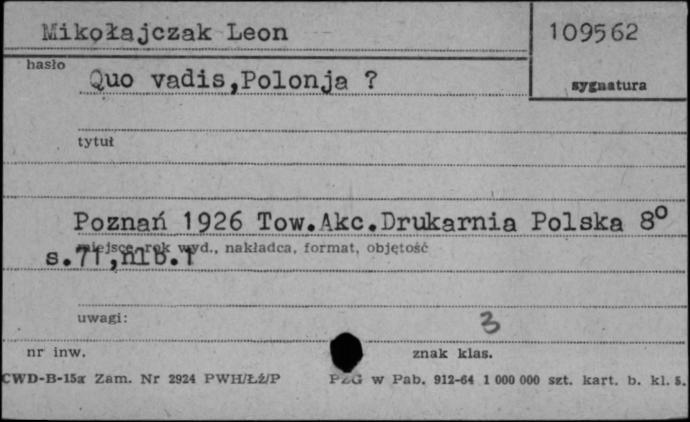 Mikołajczak Leon
109562
hasło
sygnatura
Quo vadis,Polonja ?
tytuł
Poznań 1926 Tow.Akc.Drukarnia Polska 8°
miejsce, rok wyd., nakładca, format, objętość
s.71,nlb.1
uwagi:
3
nr inw.
znak klas.
CWD-B-15a Zam. Nr 2924 PWH/Łź/P
PZG w Pab. 912-64 1 000 000 szt. kart. b. kl. 5.